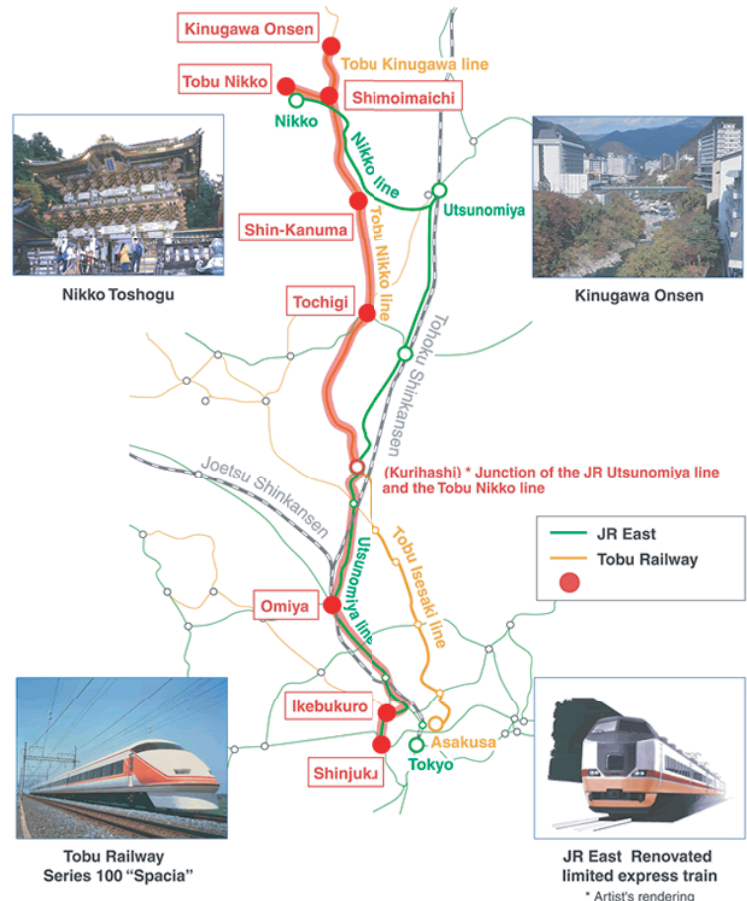 Kinugawa Onsen
Tobu Kinugawa line
Tobu Nikko
Shimoimaichi
Nikko
Nikko line
Utsunomiya
Shin-Kanuma
Tobu Nikko line
Nikko Toshogu
Kinugawa Onsen
Tochigi
Tohoku Shinkansen
(Kurihashi) * Junction of the JR Utsunomiya line
and the Tobu Nikko line
Joetsu Shinkansen
JR East
Tobu Railway
Utsunomiya line
Tobu Isesaki line
Omiya
Ikebukuro
Asakusa
Shinjuku
Tokyo
Tobu Railway
Series 100 “Spacia”
JR East Renovated
limited express train
* Artist's rendering